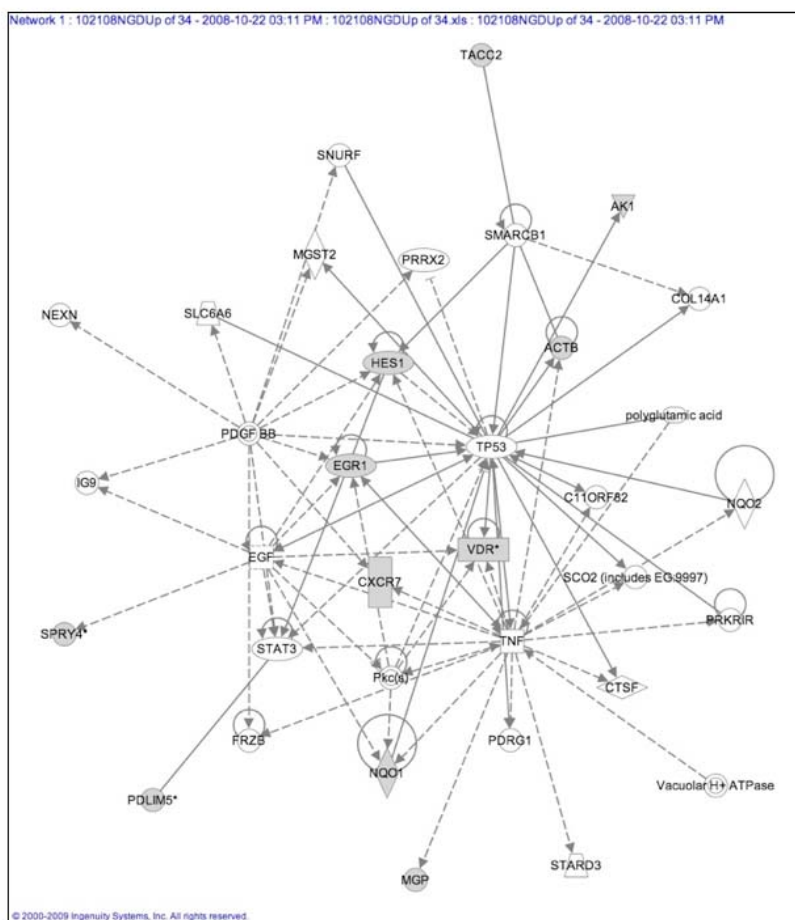 Network 1 : 102108NGDUp of 34 - 2008-10-22 03:11 PM : 102108NGDUp of 34.xls : 102108NGDUp of 34 - 2008-10-22 03:11 PM
TACC2
SNURF
AK1
SMARCB1
MGST2
PRRX2
COL14A1
NEXN
SLC6A6
ACTB
HES1
polyglutamic acid
PDGF BB
TP53
EGR1
IG9
C11ORF82
NQO2
VDR*
EGF
CXCR7
SCO2 (includes EG:9997)
PRKRIR
SPRY4*
STAT3
TNF
Pkc(s)
CTSF
FRZB
PDRG1
NQO1
Vacuolar H+ ATPase
PDLIM5*
STARD3
MGP
© 2000-2009 Ingenuity Systems, Inc. All rights reserved.